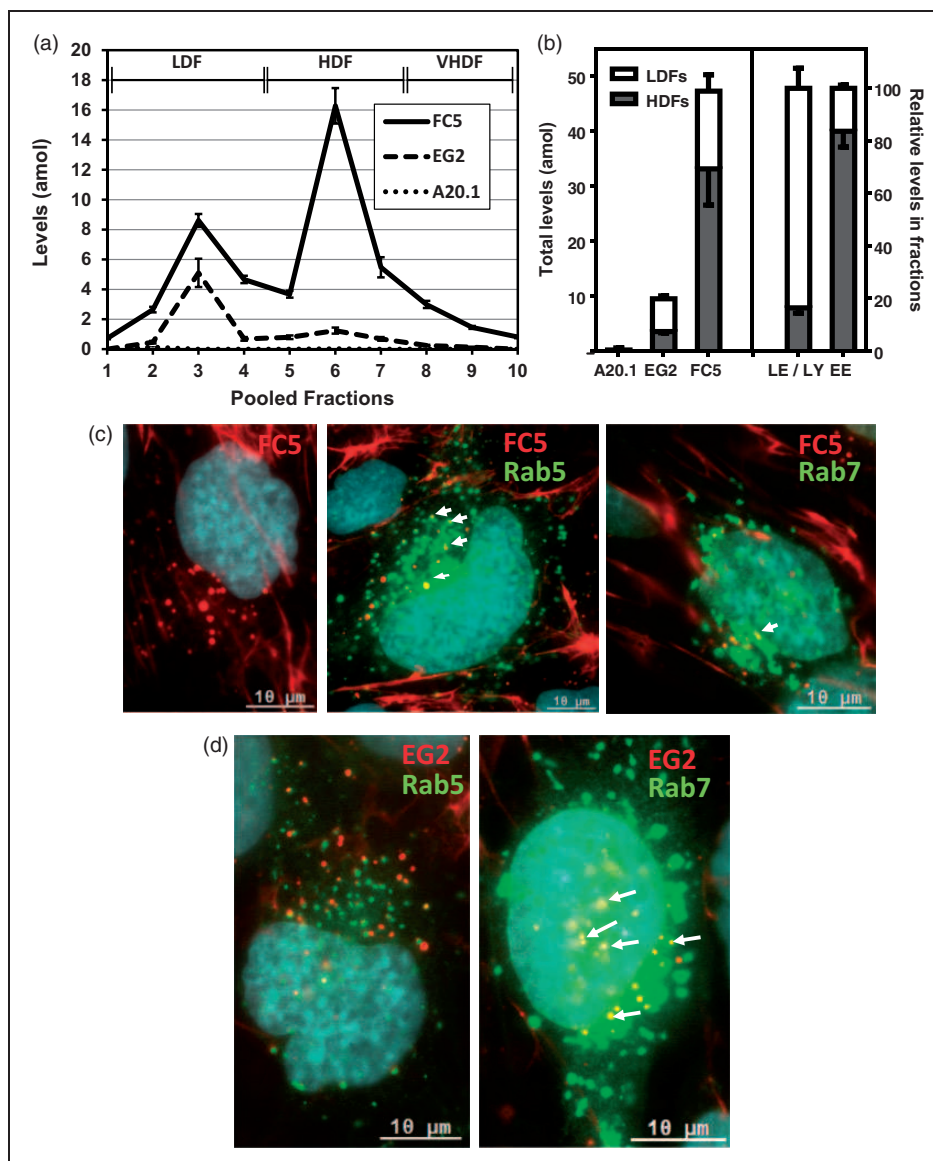 (a)
20
18
16
14
12
10
8
6
4
2
0
Levels (amol)
LDF HDF VHDF
FC5
EG2
A20.1
1 2 3 4 5 6 7 8 9 10
Pooled Fractions
(b)
50
40
30
20
10
Total levels (amol)
LDFs
HDFs
100
80
60
40
20
0
Relative levels in fractions
A20.1 EG2 FC5 LE / LY EE
(c)
FC5
10 µm
FC5
Rab5
10 µm
FC5
Rab7
10 µm
(d)
EG2
Rab5
10 µm
EG2
Rab7
10 µm